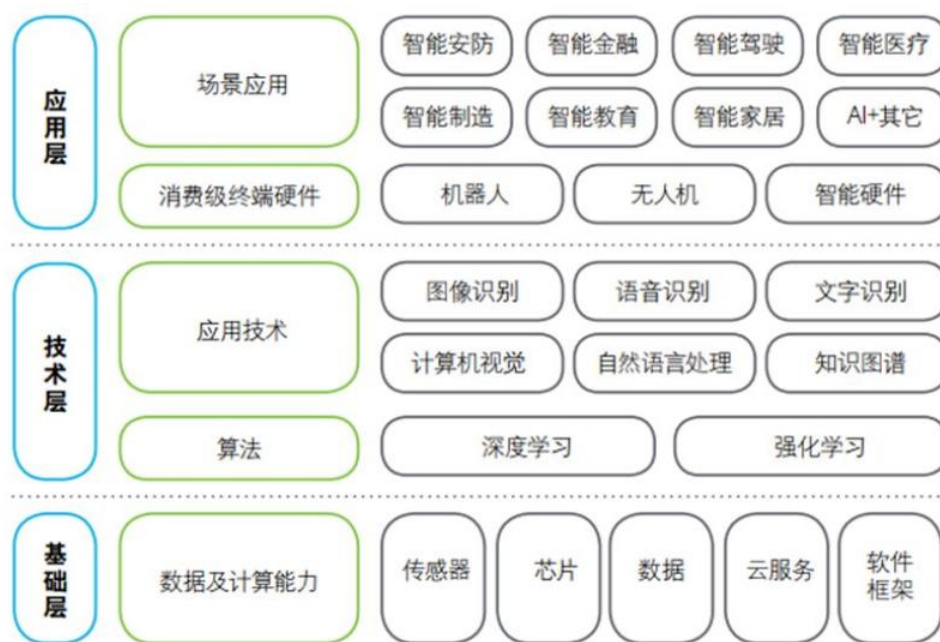 应用层
场景应用
智能安防 智能金融 智能驾驶 智能医疗
智能制造 智能教育 智能家居 AI+其它
消费级终端硬件
机器人 无人机 智能硬件
技术层
应用技术
图像识别 语音识别 文字识别
计算机视觉 自然语言处理 知识图谱
算法
深度学习 强化学习
基础层
数据及计算能力
传感器 芯片 数据 云服务 软件
框架